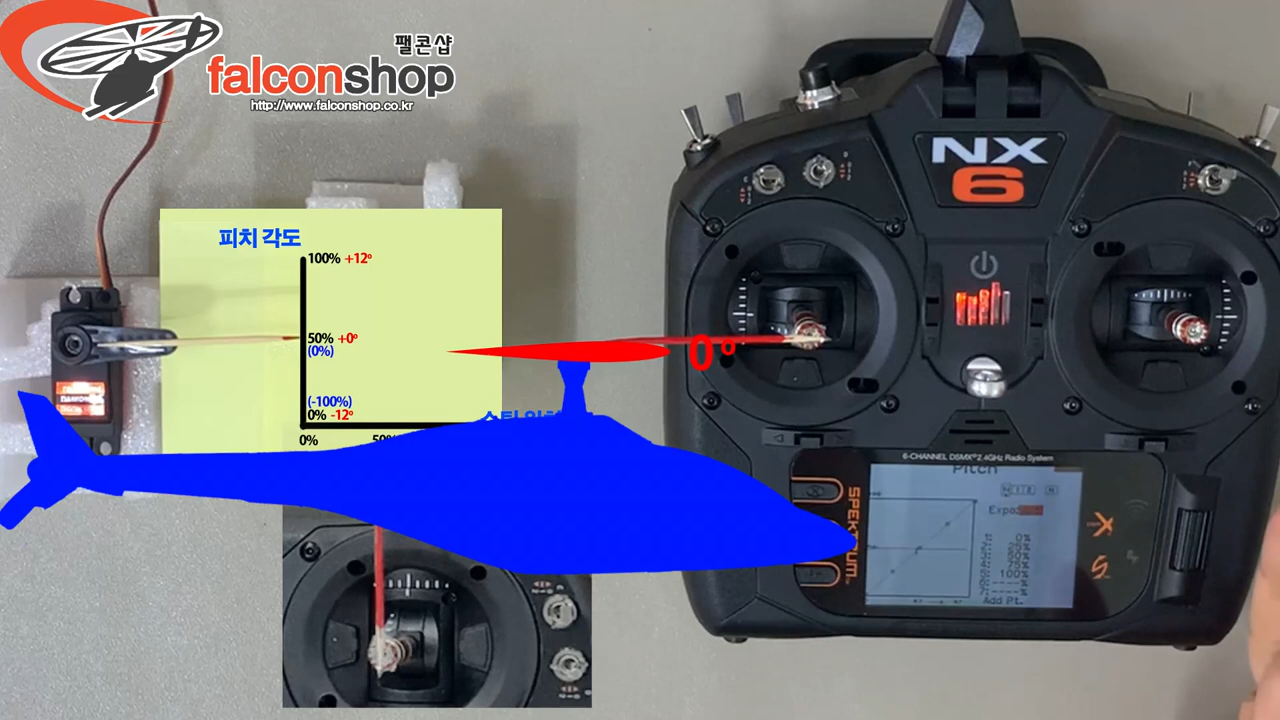 팰콘샵
falconshop
http://www.falconshop.co.kr
NX
6
피치 각도
100% +12º
50% +0º
(0%)
(-100%)
0% -12º
0%
50%
0º
6-CHANNEL DSMX® 2.4GHz Radio System
Pitch
Expo
0%
25%
50%
75%
100%
Add Pt.
SPEKTRUM